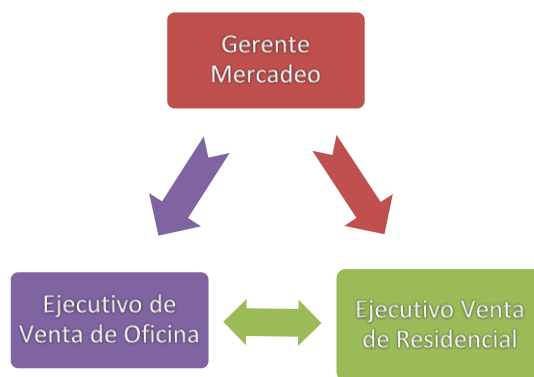 Gerente
Mercadeo
Ejecutivo de
Venta de Oficina
Ejecutivo Venta
de Residencial